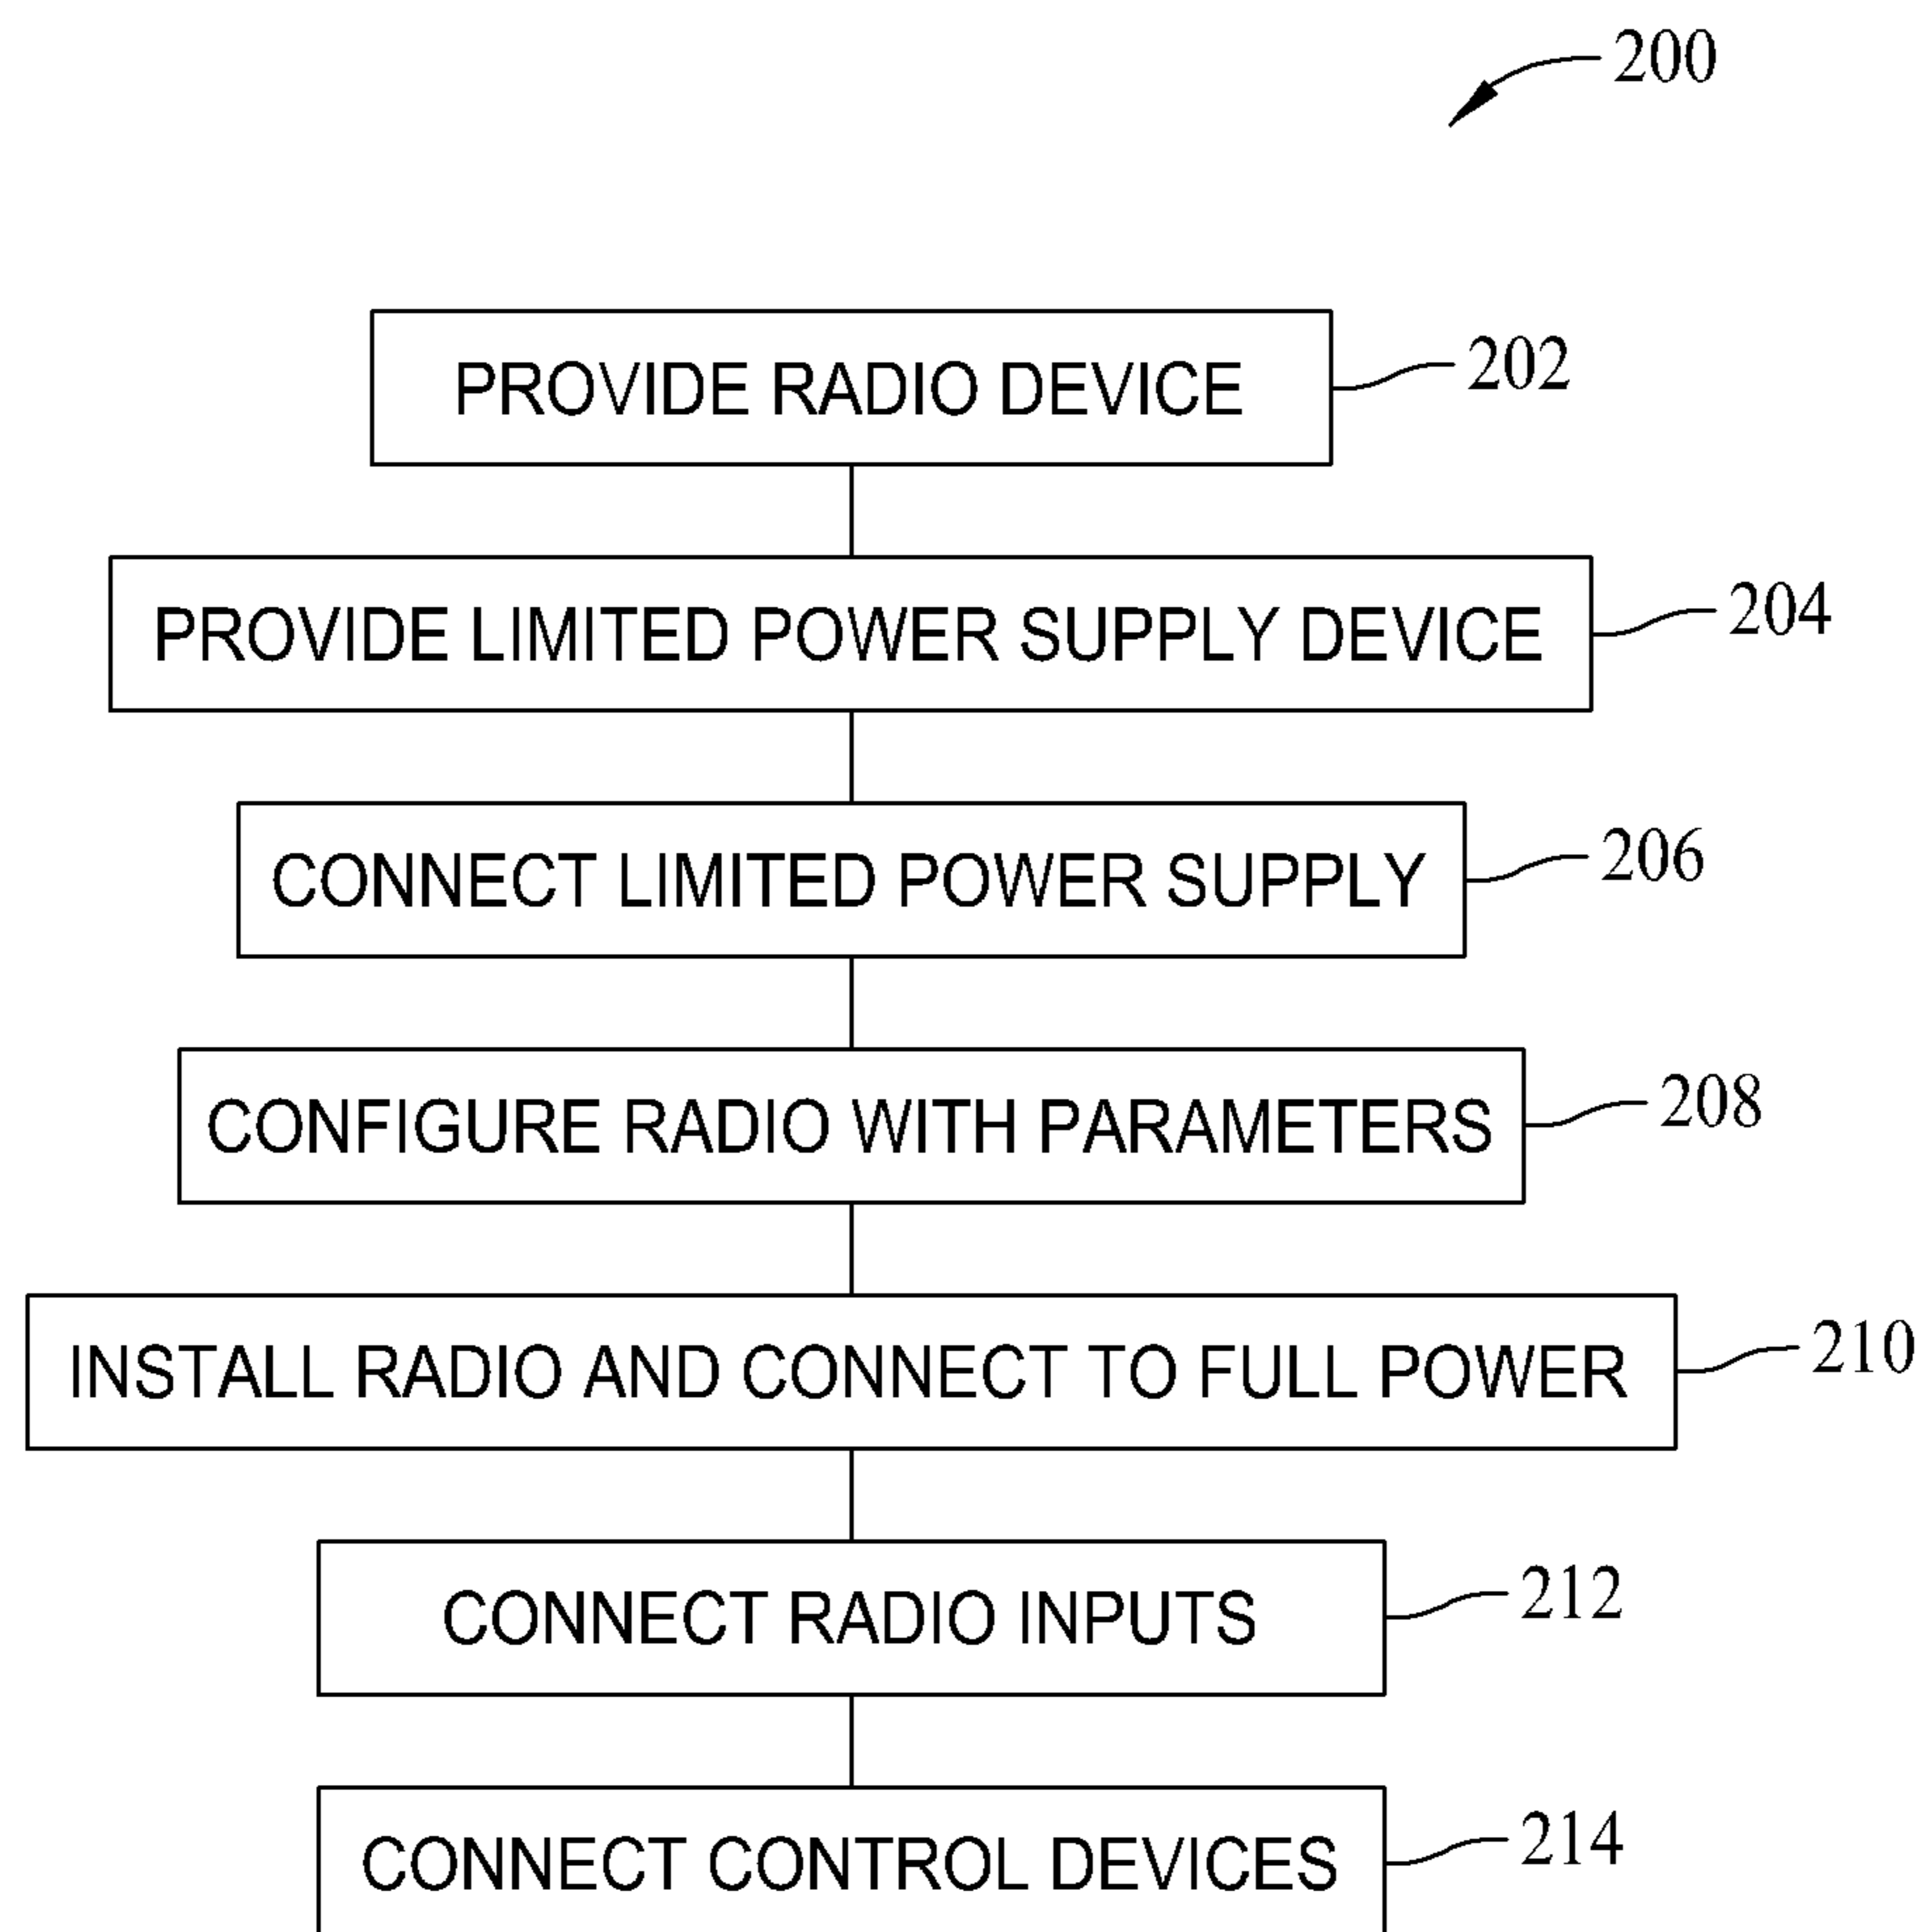 200
PROVIDE RADIO DEVICE
202
PROVIDE LIMITED POWER SUPPLY DEVICE
204
CONNECT LIMITED POWER SUPPLY
206
CONFIGURE RADIO WITH PARAMETERS
208
INSTALL RADIO AND CONNECT TO FULL POWER
210
CONNECT RADIO INPUTS
212
CONNECT CONTROL DEVICES
214